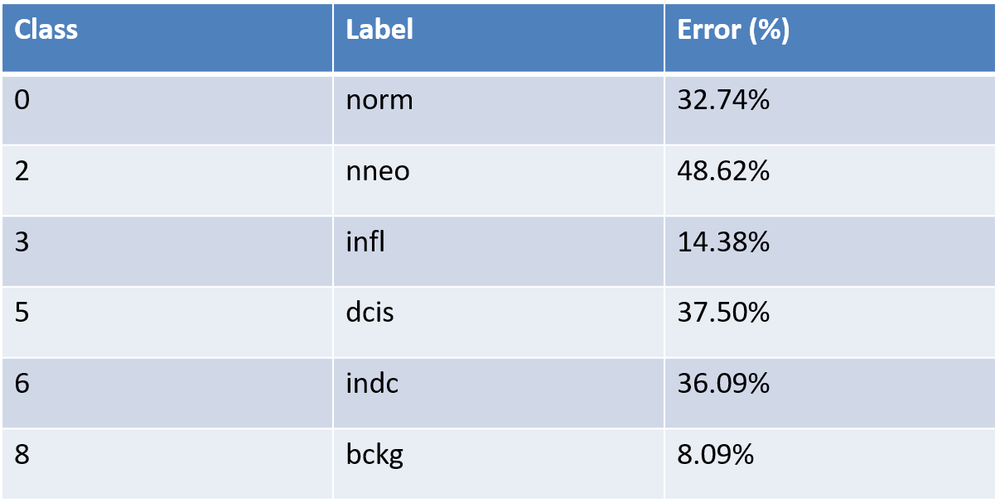 Class Label Error (%)
0 norm 32.74%
2 nneo 48.62%
3 infl 14.38%
5 dcis 37.50%
6 indc 36.09%
8 bckg 8.09%